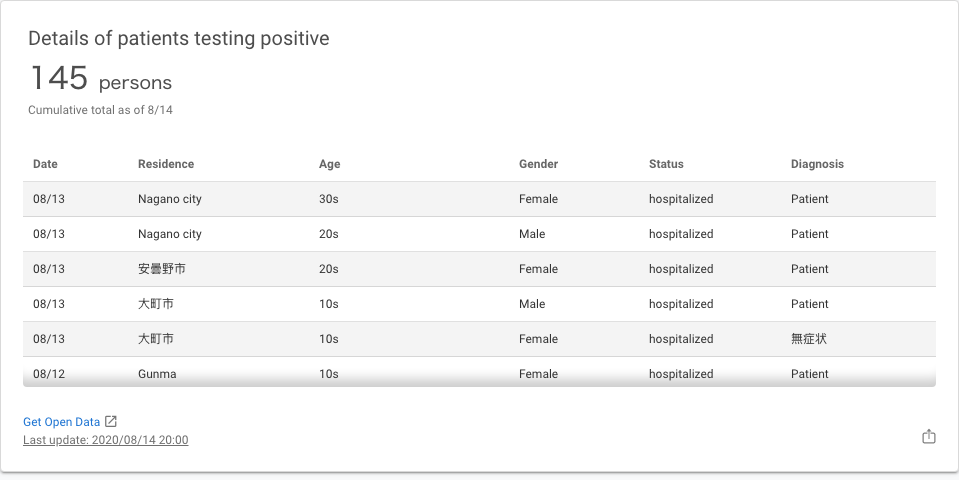 Details of patients testing positive
145 persons
Cumulative total as of 8/14
Date Residence Age Gender Status Diagnosis
08/13 Nagano city 30s Female hospitalized Patient
08/13 Nagano city 20s Male hospitalized Patient
08/13 安曇野市 20s Female hospitalized Patient
08/13 大町市 10s Male hospitalized Patient
08/13 大町市 10s Female hospitalized 無症状
08/12 Gunma 10s Female hospitalized Patient
Get Open Data
Last update: 2020/08/14 20:00